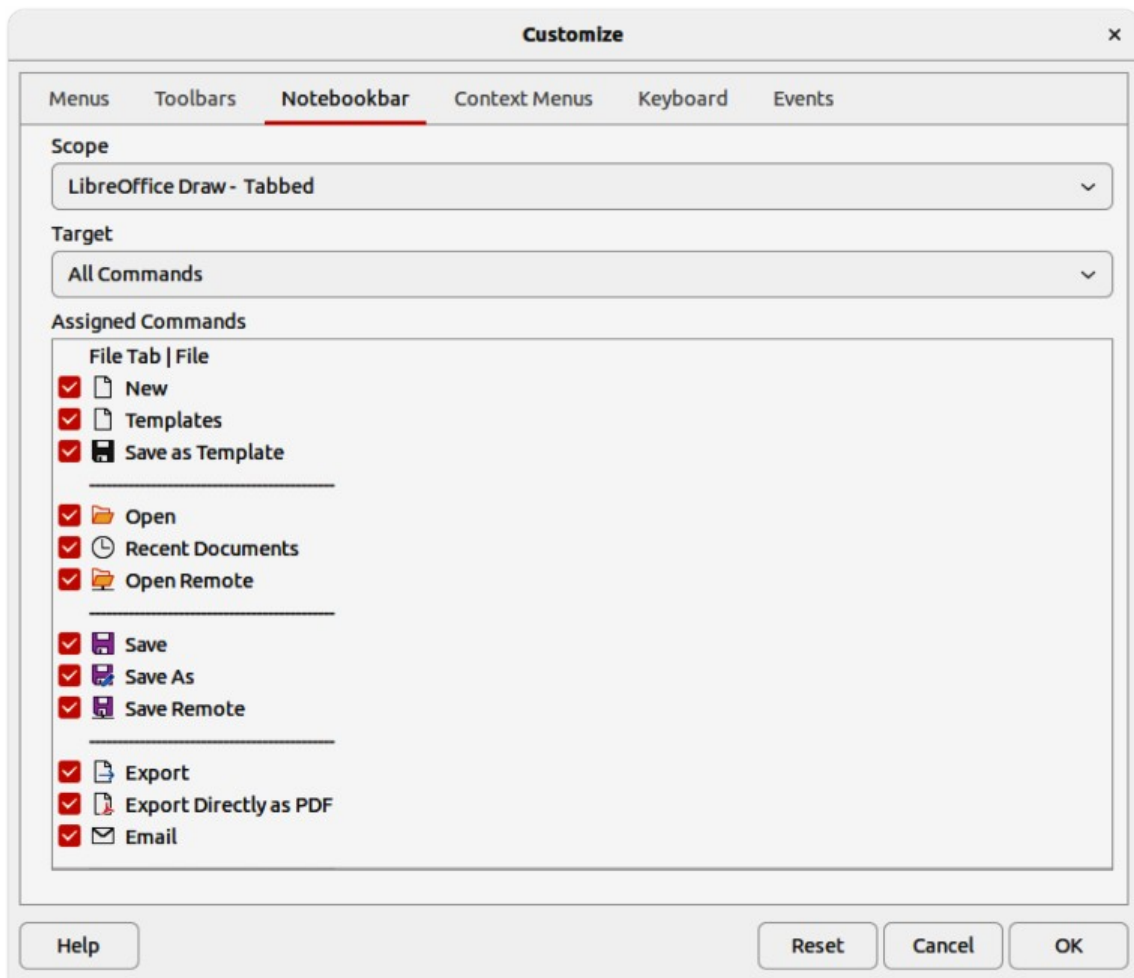 Customize
Menus Toolbars Notebookbar Context Menus Keyboard Events
Scope
LibreOffice Draw - Tabbed
Target
All Commands
Assigned Commands
File Tab | File
New
Templates
Save as Template
Open
Recent Documents
Open Remote
Save
Save As
Save Remote
Export
Export Directly as PDF
Email
Help Reset Cancel OK